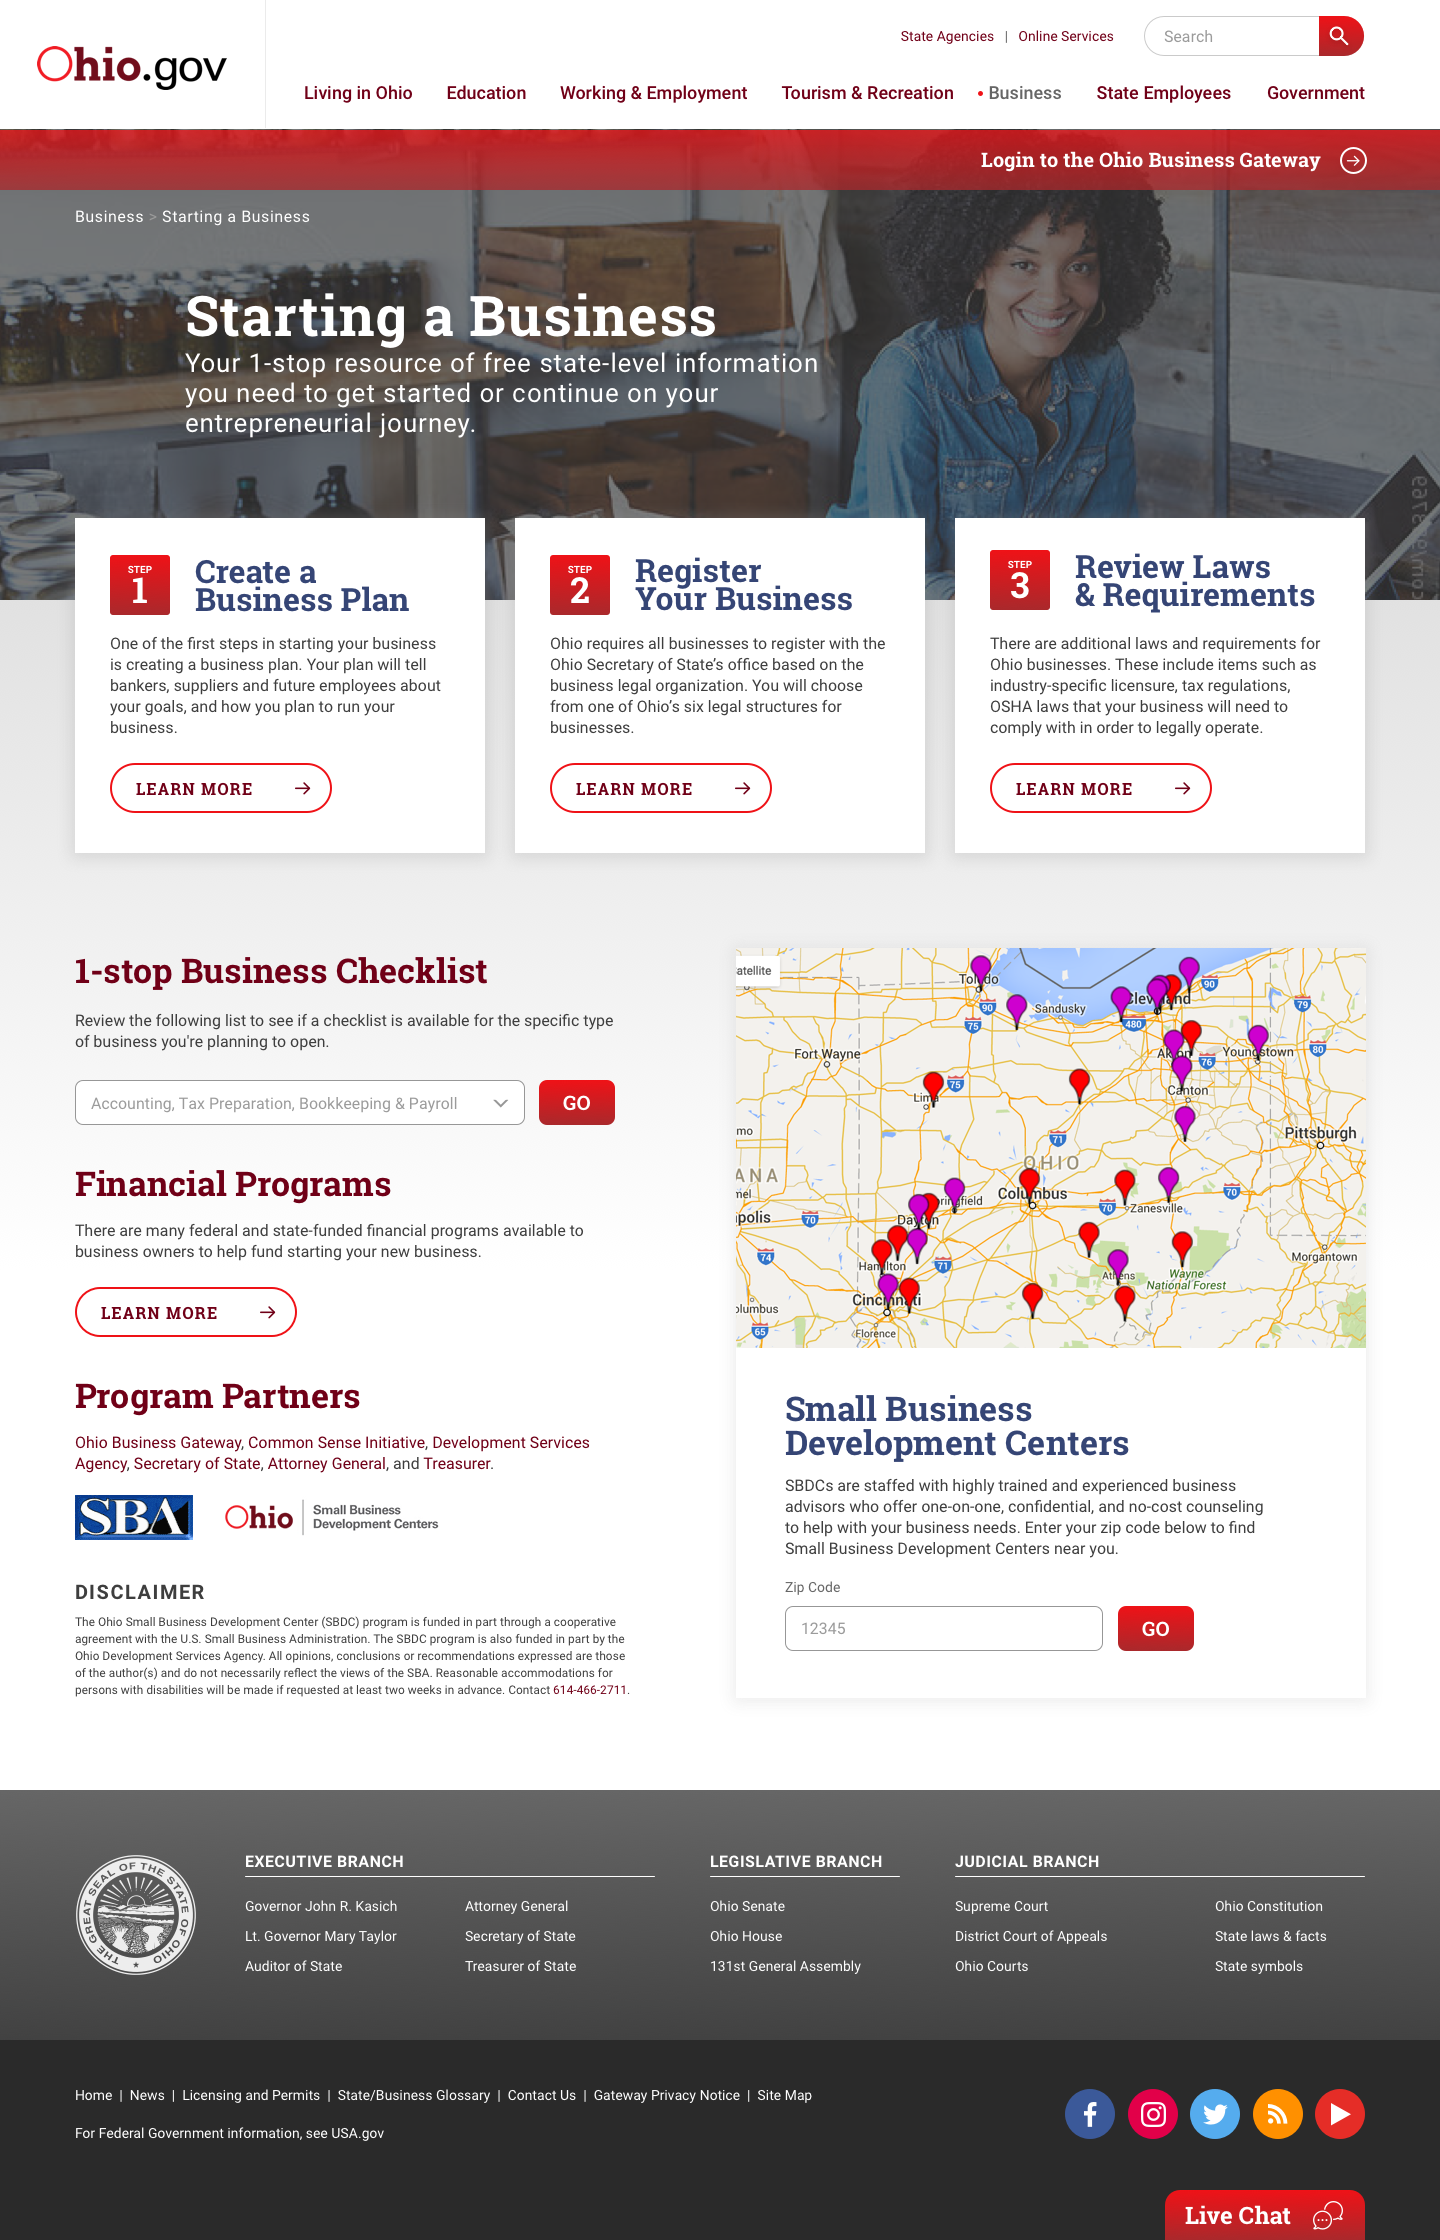 Ohio.gov
State Agencies | Online Services
Search
Living in Ohio
Education
Working & Employment
Tourism & Recreation
• Business
State Employees
Government
Login to the Ohio Business Gateway
Business > Starting a Business
Starting a Business
Your 1-stop resource of free state-level information
you need to get started or continue on your
entrepreneurial journey.
STEP
1
Create a
Business Plan
One of the first steps in starting your business
is creating a business plan. Your plan will tell
bankers, suppliers and future employees about
your goals, and how you plan to run your
business.
LEARN MORE
STEP
2
Register
Your Business
Ohio requires all businesses to register with the
Ohio Secretary of State’s office based on the
business legal organization. You will choose
from one of Ohio’s six legal structures for
businesses.
LEARN MORE
STEP
3
Review Laws
& Requirements
There are additional laws and requirements for
Ohio businesses. These include items such as
industry-specific licensure, tax regulations,
OSHA laws that your business will need to
comply with in order to legally operate.
LEARN MORE
1-stop Business Checklist
Review the following list to see if a checklist is available for the specific type
of business you're planning to open.
Accounting, Tax Preparation, Bookkeeping & Payroll
GO
Financial Programs
There are many federal and state-funded financial programs available to
business owners to help fund starting your new business.
LEARN MORE
Program Partners
Ohio Business Gateway, Common Sense Initiative, Development Services
Agency, Secretary of State, Attorney General, and Treasurer.
SBA
Ohio
Small Business
Development Centers
DISCLAIMER
The Ohio Small Business Development Center (SBDC) program is funded in part through a cooperative
agreement with the U.S. Small Business Administration. The SBDC program is also funded in part by the
Ohio Development Services Agency. All opinions, conclusions or recommendations expressed are those
of the author(s) and do not necessarily reflect the views of the SBA. Reasonable accommodations for
persons with disabilities will be made if requested at least two weeks in advance. Contact 614-466-2711.
atellite
Toledo
Cleveland
90
79
90
Sandusky
75
480
Fort Wayne
Akron
76
Youngstown
80
75
Lima
Canton
mo
71
Pittsburgh
OHIO
ANA
nel
Springfield
Columbus
70
apolis
70
Dayton
70
Zanesville
74
Hamilton
71
Athens
Wayne
National Forest
Morgantown
Cincinnati
olumbus
65
Florence
Small Business
Development Centers
SBDCs are staffed with highly trained and experienced business
advisors who offer one-on-one, confidential, and no-cost counseling
to help with your business needs. Enter your zip code below to find
Small Business Development Centers near you.
Zip Code
12345
GO
THE GREAT SEAL OF THE STATE OF OHIO
EXECUTIVE BRANCH
Governor John R. Kasich
Lt. Governor Mary Taylor
Auditor of State
Attorney General
Secretary of State
Treasurer of State
LEGISLATIVE BRANCH
Ohio Senate
Ohio House
131st General Assembly
JUDICIAL BRANCH
Supreme Court
District Court of Appeals
Ohio Courts
Ohio Constitution
State laws & facts
State symbols
Home | News | Licensing and Permits | State/Business Glossary | Contact Us | Gateway Privacy Notice | Site Map
For Federal Government information, see USA.gov
Live Chat